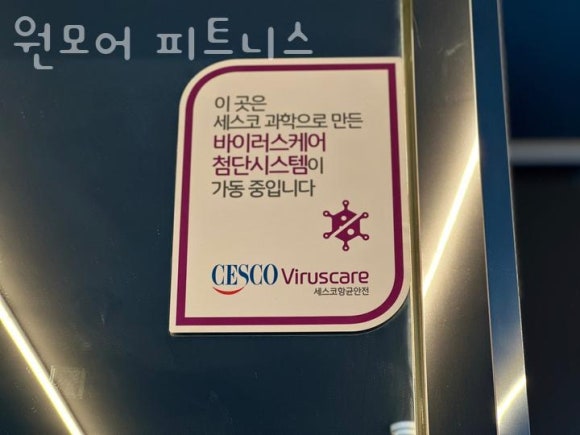 원모어 피트니스
이 곳은
세스코 과학으로 만든
바이러스케어
첨단시스템이
가동 중입니다
CESCO Viruscare
세스코항균안전